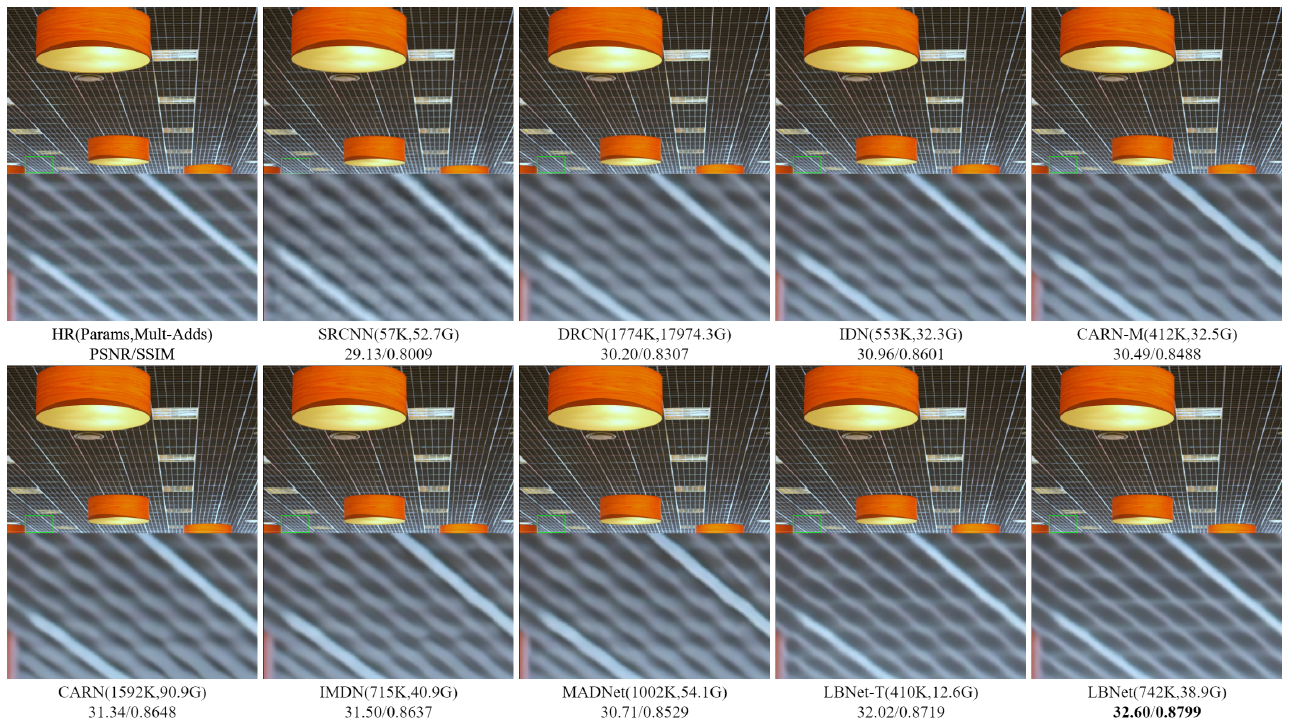 HR(Params,Mult-Adds)
PSNR/SSIM
SRCNN(57K,52.7G)
29.13/0.8009
DRCN(1774K,17974.3G)
30.20/0.8307
IDN(553K,32.3G)
30.96/0.8601
CARN-M(412K,32.5G)
30.49/0.8488
CARN(1592K,90.9G)
31.34/0.8648
IMDN(715K,40.9G)
31.50/0.8637
MADNet(1002K,54.1G)
30.71/0.8529
LBNet-T(410K,12.6G)
32.02/0.8719
LBNet(742K,38.9G)
32.60/0.8799